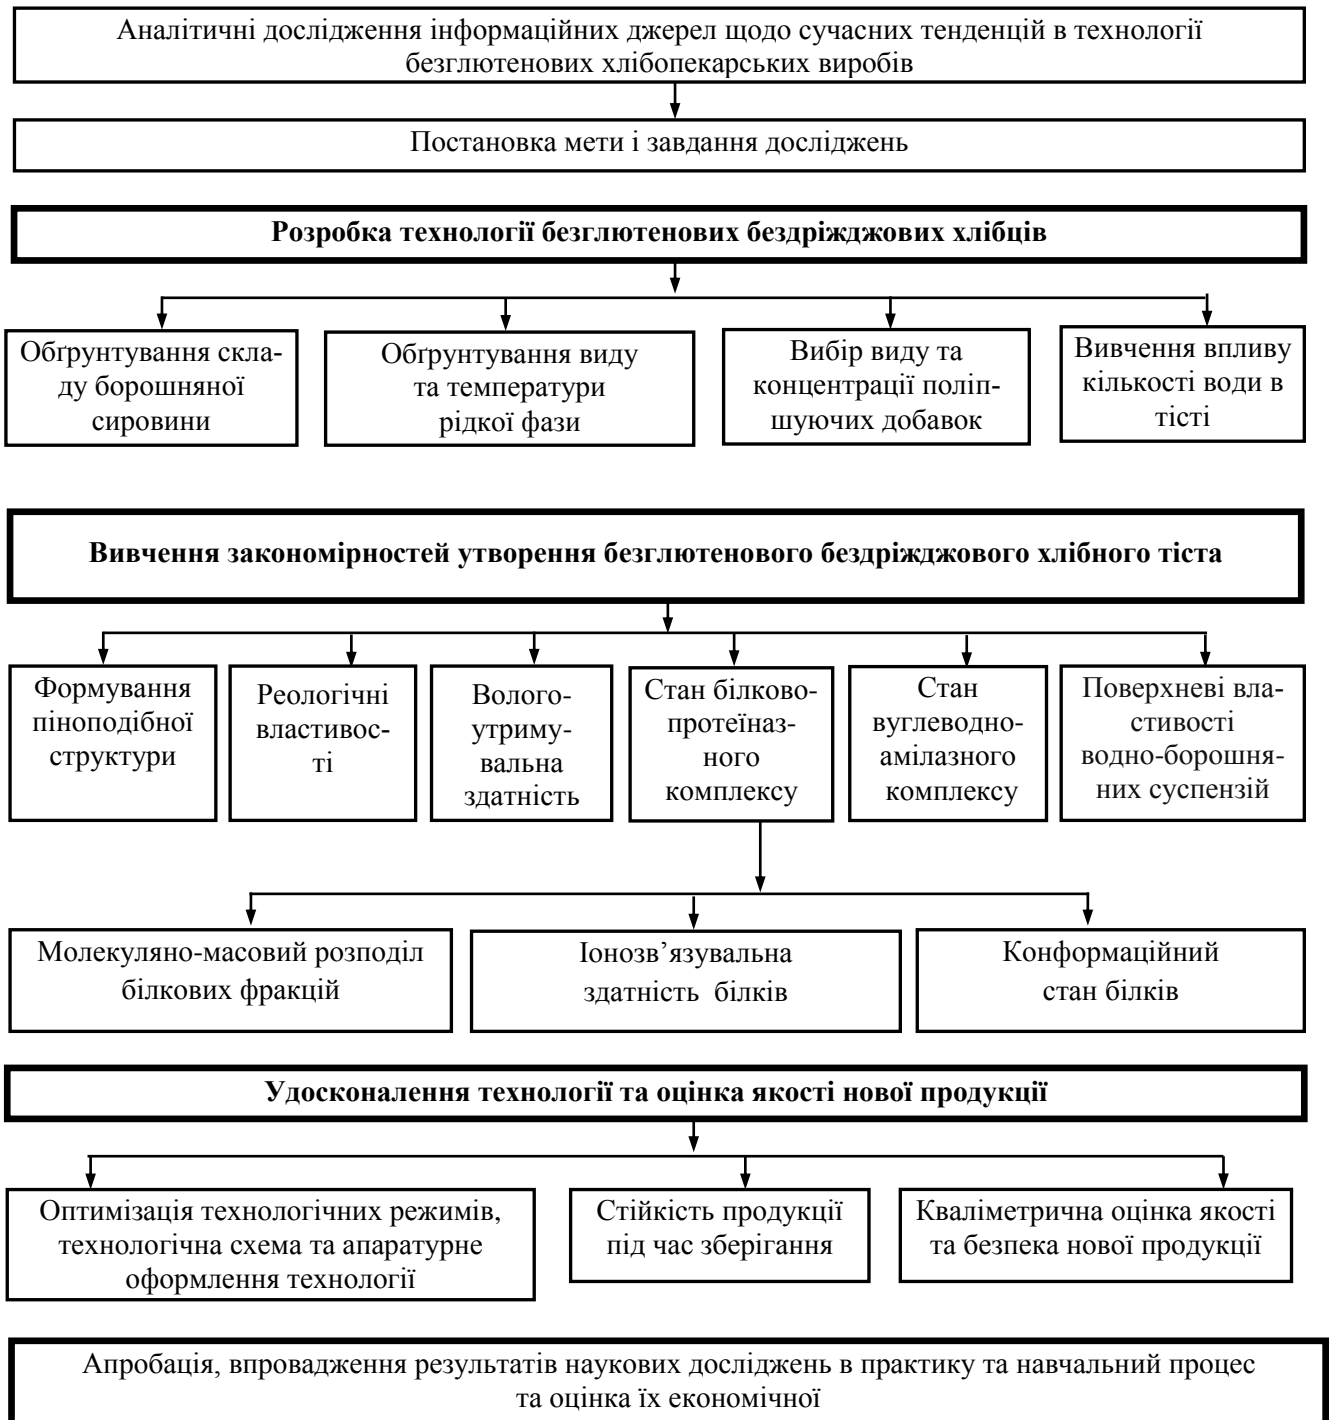 Аналітичні дослідження інформаційних джерел щодо сучасних тенденцій в технології
безглютенових хлібопекарських виробів
Постановка мети і завдання досліджень
Розробка технології безглютенових бездріжджових хлібців
Обґрунтування скла-
ду борошняної
сировини
Обґрунтування виду
та температури
рідкої фази
Вибір виду та
концентрації поліп-
шуючих добавок
Вивчення впливу
кількості води в
тісті
Вивчення закономірностей утворення безглютенового бездріжджового хлібного тіста
Формування
піноподібної
структури
Реологічні
властивос-
ті
Волого-
утриму-
вальна
здатність
Стан білково-
протеїназ-
ного
комплексу
Стан
вуглеводно-
амілазного
комплексу
Поверхневі вла-
стивості
водно-борошня-
них суспензій
Молекуляно-масовий розподіл
білкових фракцій
Іонозв’язувальна
здатність білків
Конформаційний
стан білків
Удосконалення технології та оцінка якості нової продукції
Оптимізація технологічних режимів,
технологічна схема та апаратурне
оформлення технології
Стійкість продукції
під час зберігання
Кваліметрична оцінка якості
та безпека нової продукції
Апробація, впровадження результатів наукових досліджень в практику та навчальний процес
та оцінка їх економічної